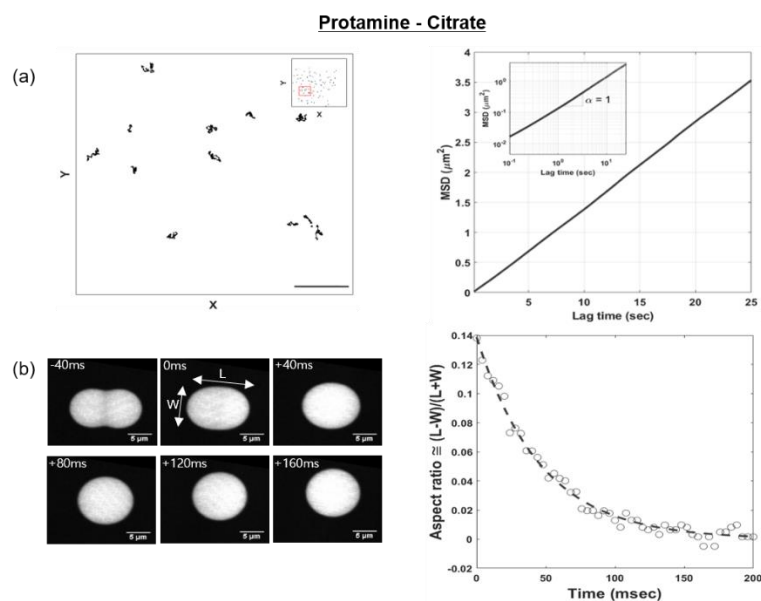 Protamine - Citrate
(a)
Y
X
Y
X
4
3.5
3
2.5
2
1.5
1
0.5
0
MSD (μm²)
5
10
15
20
25
Lag time (sec)
10⁰
10⁻¹
10⁻²
MSD (μm²)
α = 1
10⁻¹
10⁰
10¹
Lag time (sec)
(b)
-40ms
5 μm
0ms
L
W
5 μm
+40ms
5 μm
+80ms
5 μm
+120ms
5 μm
+160ms
5 μm
0.14
0.12
0.1
0.08
0.06
0.04
0.02
0
-0.02
Aspect ratio ≅ (L-W)/(L+W)
0
50
100
150
200
Time (msec)